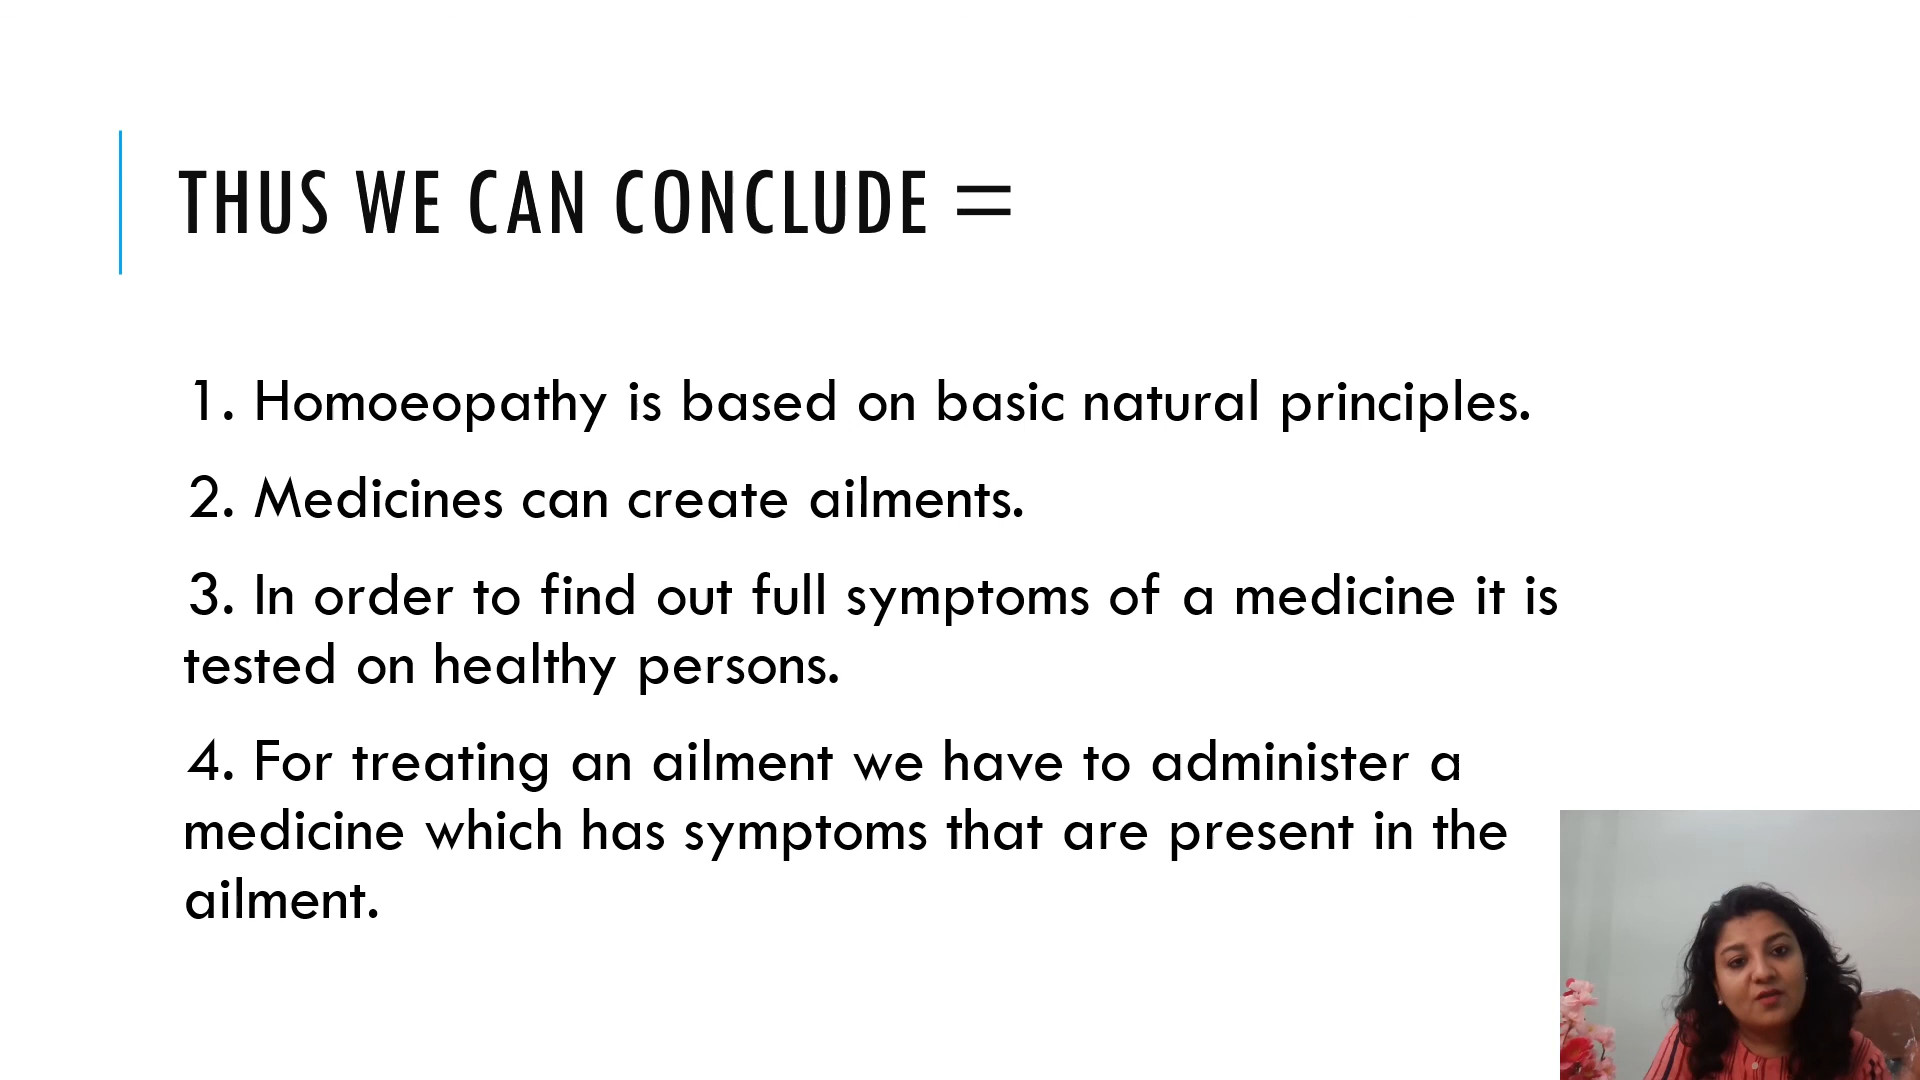 THUS WE CAN CONCLUDE =
1. Homoeopathy is based on basic natural principles.
2. Medicines can create ailments.
3. In order to find out full symptoms of a medicine it is
tested on healthy persons.
4. For treating an ailment we have to administer a
medicine which has symptoms that are present in the
ailment.